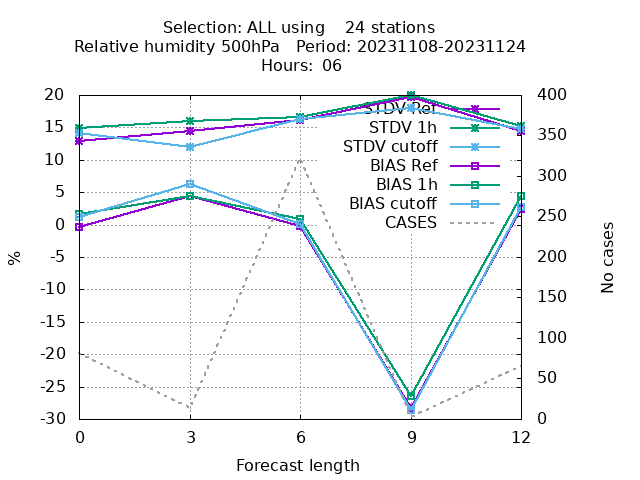 Selection: ALL using    24 stations
Relative humidity 500hPa   Period: 20231108-20231124
Hours: 06
20
15
10
5
0
-5
-10
-15
-20
-25
-30
%
400
350
300
250
200
150
100
50
0
No cases
STDV Ref
STDV 1h
STDV cutoff
BIAS Ref
BIAS 1h
BIAS cutoff
CASES
0 3 6 9 12
Forecast length